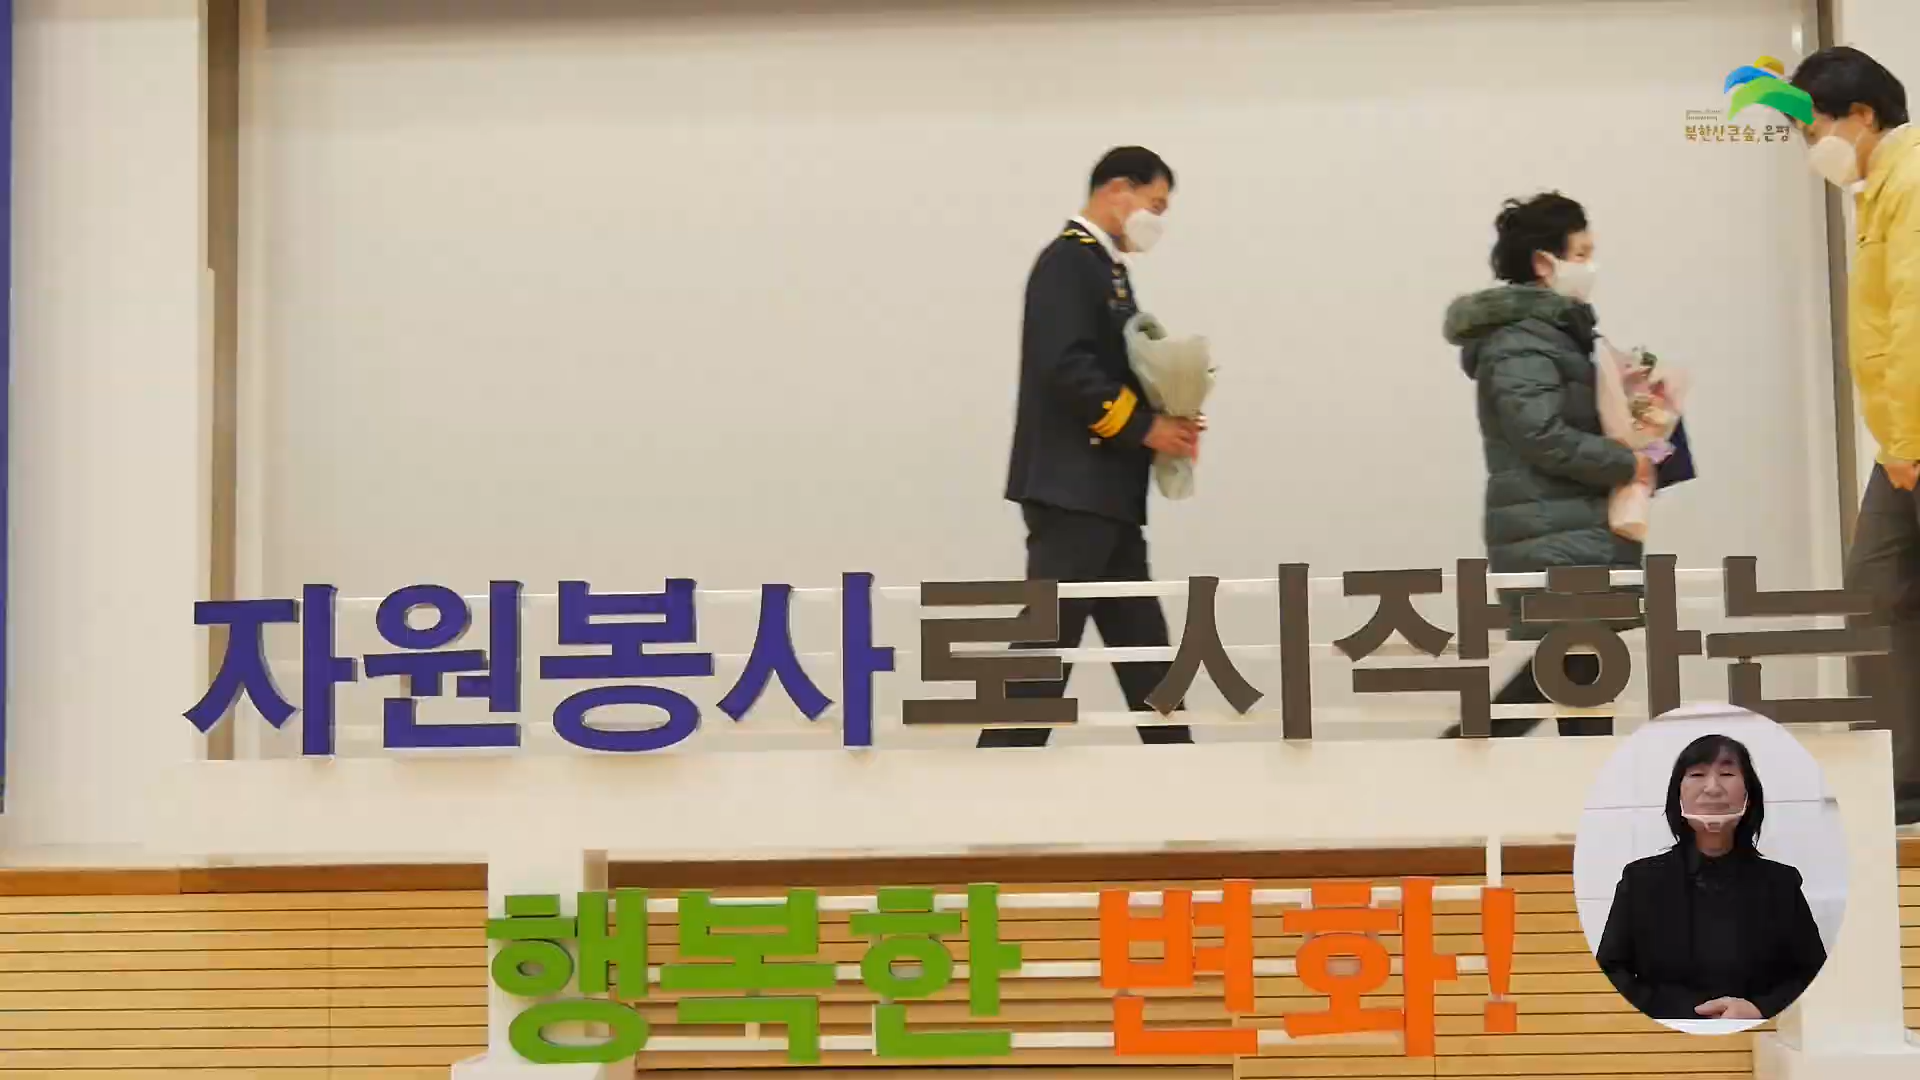 북한산큰숲, 은평
자원봉사로 시작하는
행복한 변화!